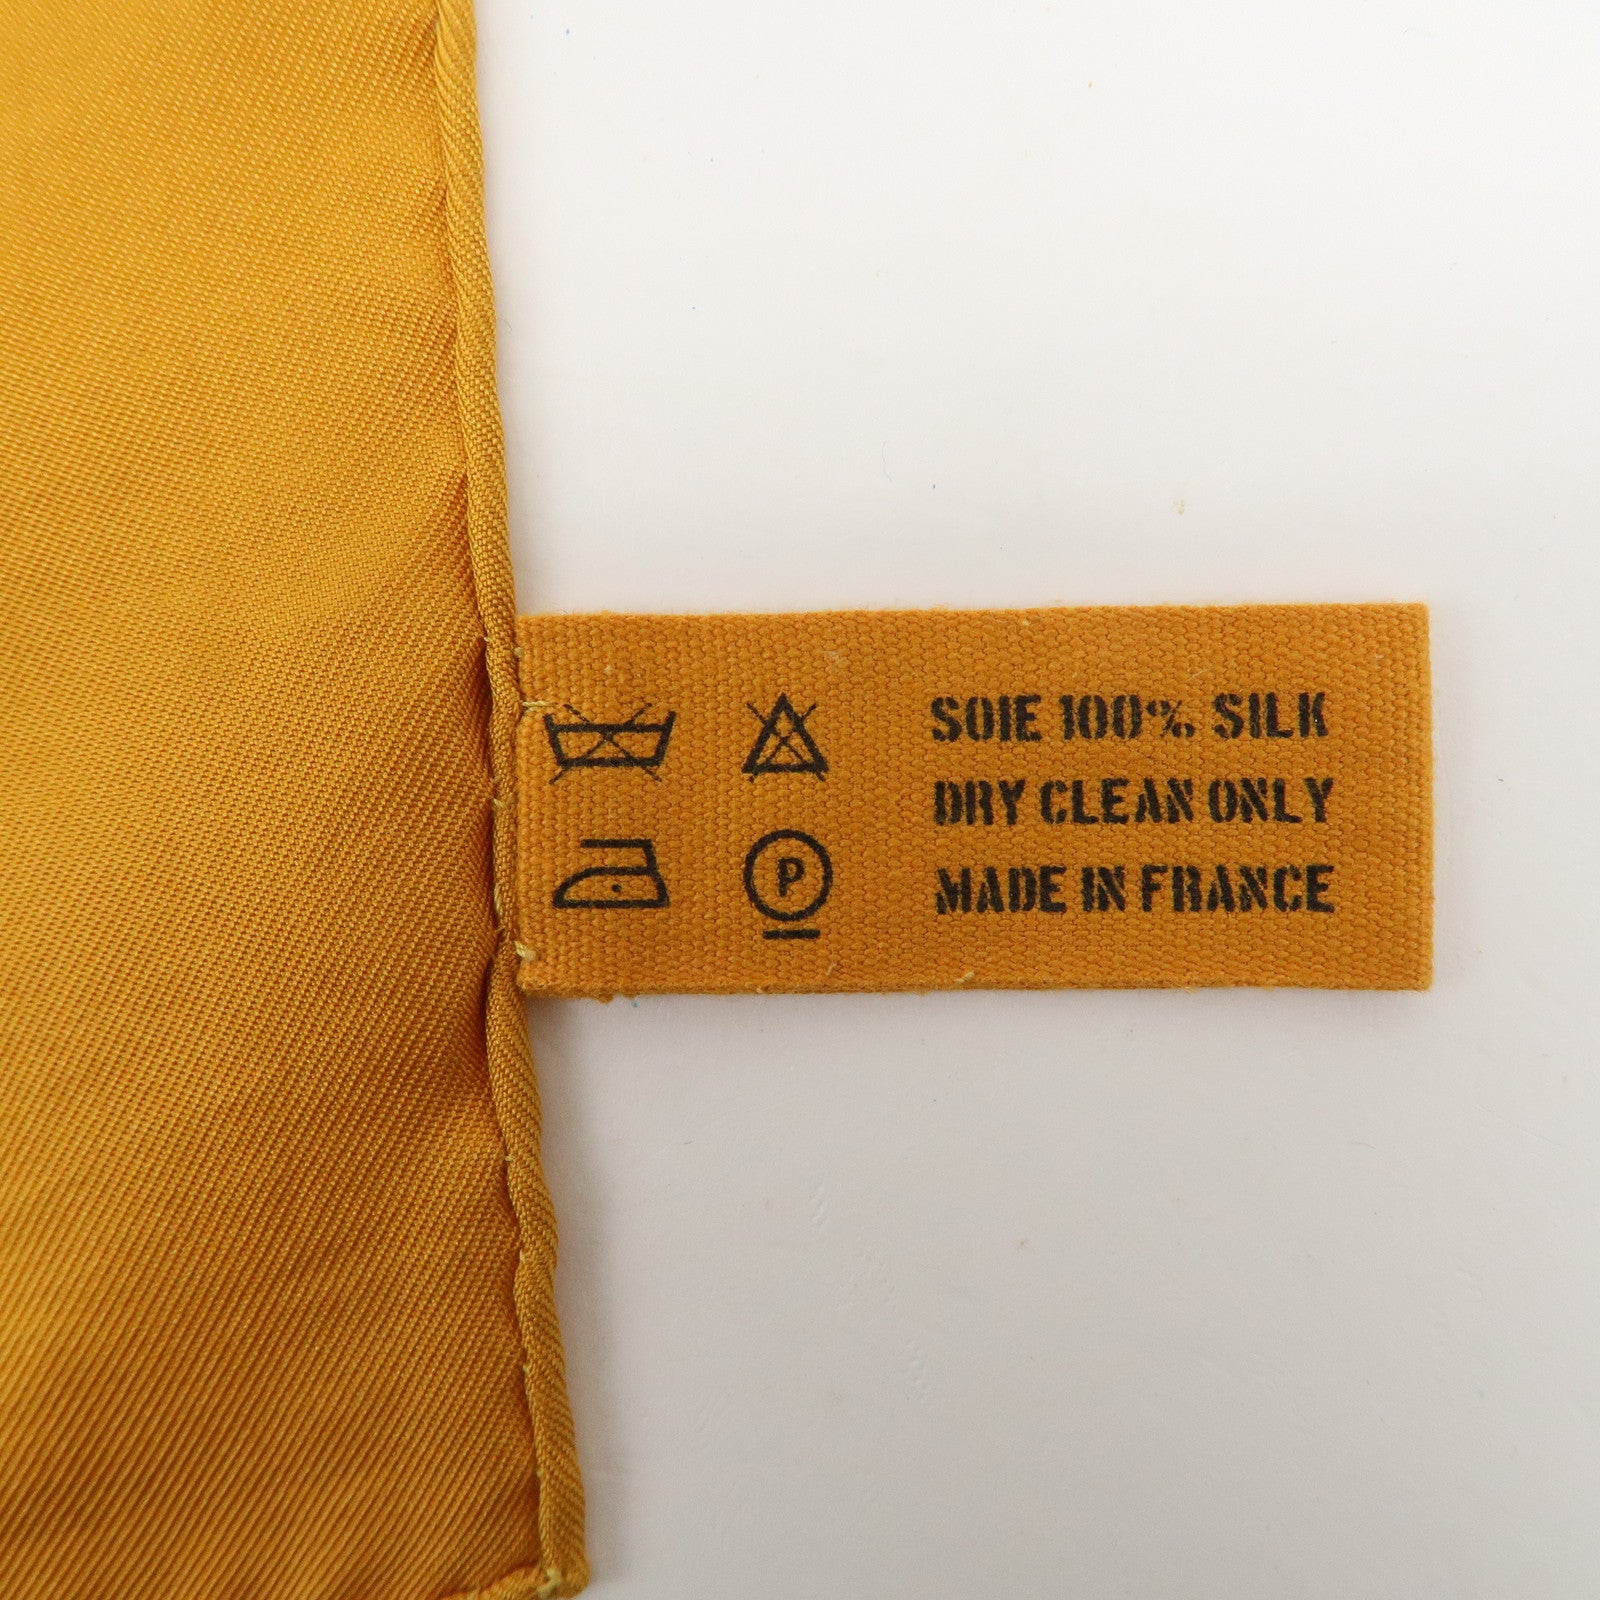 SOIE 100% SILK
DRY CLEAN ONLY
P
MADE IN FRANCE